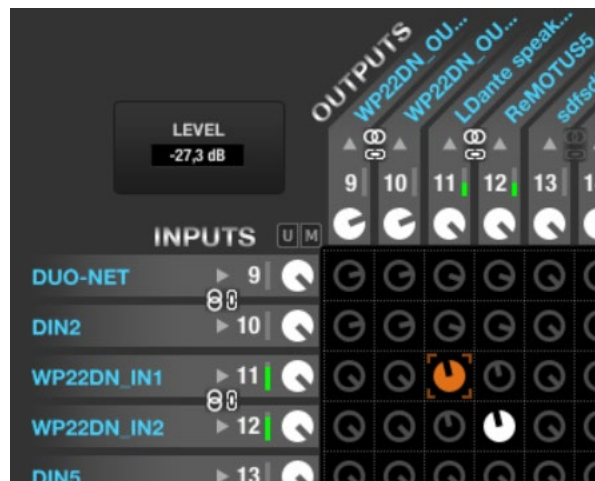 OUTPUTS
WP22DN_OU...
WP22DN_OU...
LDante speak...
ReMOTUS5
LEVEL
-27,3 dB
9 10 11 12 13
INPUTS U M
DUO-NET 9
DIN2 10
WP22DN_IN1 11
WP22DN_IN2 12
DIN5 13